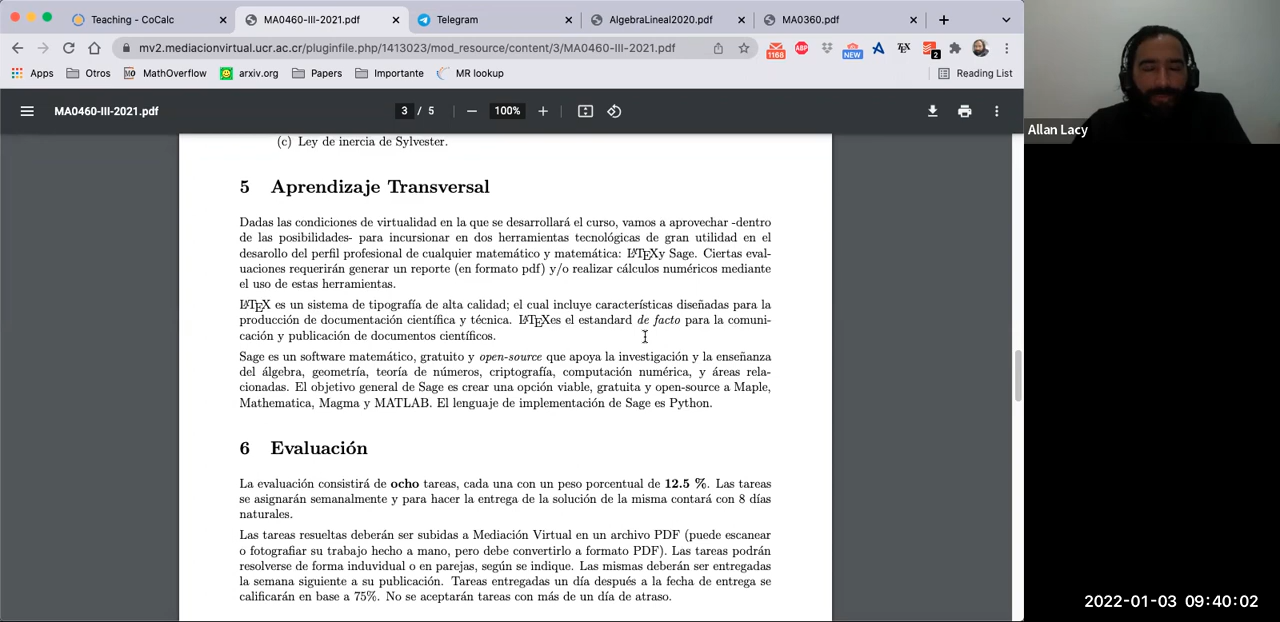 Teaching - CoCalc
MA0460-III-2021.pdf
Telegram
AlgebraLineal2020.pdf
MA0360.pdf
mv2.mediacionvirtual.ucr.ac.cr/pluginfile.php/1413023/mod_resource/content/3/MA0460-III-2021.pdf
1168
ABP
NEW
TEX
2
Apps
Otros
MathOverflow
arxiv.org
Papers
Importante
MR lookup
Reading List
MA0460-III-2021.pdf
3 / 5
100%
Allan Lacy
(c) Ley de inercia de Sylvester.
5 Aprendizaje Transversal
Dadas las condiciones de virtualidad en la que se desarrollará el curso, vamos a aprovechar -dentro
de las posibilidades- para incursionar en dos herramientas tecnológicas de gran utilidad en el
desarollo del perfil profesional de cualquier matemático y matemática: LATEXy Sage. Ciertas eval-
uaciones requerirán generar un reporte (en formato pdf) y/o realizar cálculos numéricos mediante
el uso de estas herramientas.
LATEX es un sistema de tipografía de alta calidad; el cual incluye características diseñadas para la
producción de documentación científica y técnica. LATEXes el estandard de facto para la comuni-
cación y publicación de documentos científicos.
Sage es un software matemático, gratuito y open-source que apoya la investigación y la enseñanza
del álgebra, geometría, teoría de números, criptografía, computación numérica, y áreas rela-
cionadas. El objetivo general de Sage es crear una opción viable, gratuita y open-source a Maple,
Mathematica, Magma y MATLAB. El lenguaje de implementación de Sage es Python.
6 Evaluación
La evaluación consistirá de ocho tareas, cada una con un peso porcentual de 12.5 %. Las tareas
se asignarán semanalmente y para hacer la entrega de la solución de la misma contará con 8 días
naturales.
Las tareas resueltas deberán ser subidas a Mediación Virtual en un archivo PDF (puede escanear
o fotografiar su trabajo hecho a mano, pero debe convertirlo a formato PDF). Las tareas podrán
resolverse de forma induvidual o en parejas, según se indique. Las mismas deberán ser entregadas
la semana siguiente a su publicación. Tareas entregadas un día después a la fecha de entrega se
calificarán en base a 75%. No se aceptarán tareas con más de un día de atraso.
2022-01-03 09:40:02